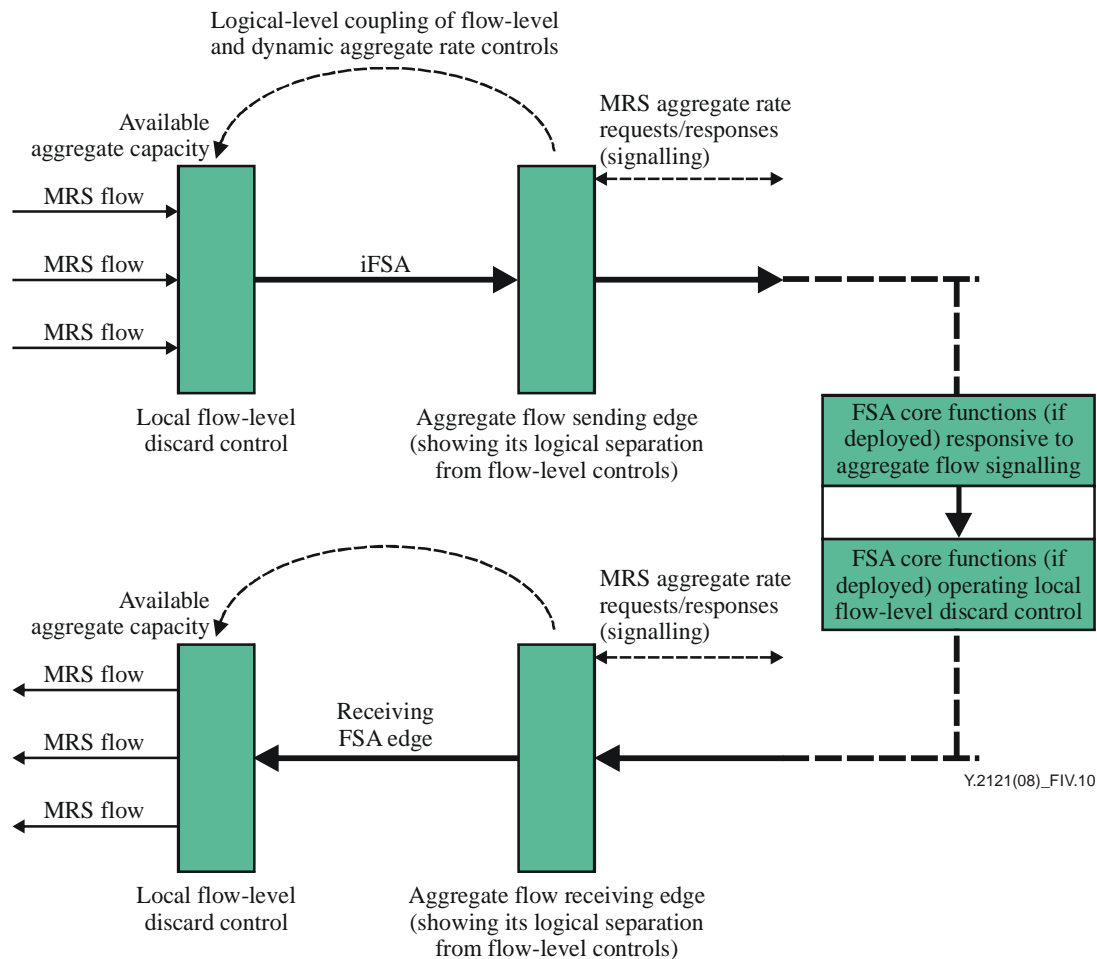 Logical-level coupling of flow-level
and dynamic aggregate rate controls
MRS aggregate rate
requests/responses
(signalling)
Available
aggregate capacity
MRS flow
MRS flow
MRS flow
iFSA
Local flow-level
discard control
Aggregate flow sending edge
(showing its logical separation
from flow-level controls)
FSA core functions (if
deployed) responsive to
aggregate flow signalling
FSA core functions (if
deployed) operating local
flow-level discard control
MRS aggregate rate
requests/responses
(signalling)
Available
aggregate capacity
MRS flow
MRS flow
MRS flow
Receiving
FSA edge
Y.2121(08)_FIV.10
Local flow-level
discard control
Aggregate flow receiving edge
(showing its logical separation
from flow-level controls)